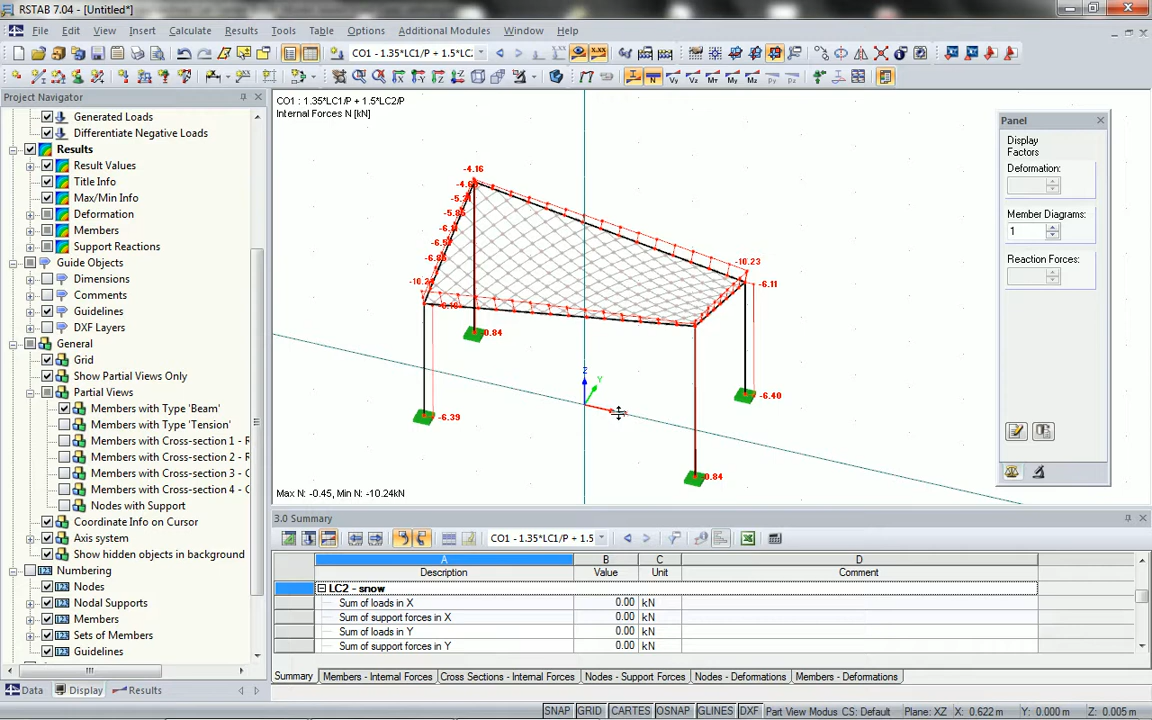 RSTAB 7.04 - [Untitled*]
File Edit View Insert Calculate Results Tools Table Options Additional Modules Window Help
CO1 - 1.35*LC1/P + 1.5*LC2
Project Navigator
Generated Loads
Differentiate Negative Loads
Results
Result Values
Title Info
Max/Min Info
Deformation
Members
Support Reactions
Guide Objects
Dimensions
Comments
Guidelines
DXF Layers
General
Grid
Show Partial Views Only
Partial Views
Members with Type 'Beam'
Members with Type 'Tension'
Members with Cross-section 1 - R
Members with Cross-section 2 - R
Members with Cross-section 3 - R
Members with Cross-section 4 - R
Nodes with Support
Coordinate Info on Cursor
Axis system
Show hidden objects in background
Numbering
Nodes
Nodal Supports
Members
Sets of Members
Guidelines
Data Display Results
CO1 : 1.35*LC1/P + 1.5*LC2/P
Internal Forces N [kN]
-4.16
-10.23
-6.11
-6.40
-6.39
0.84
0.84
Z
Y
Max N: -0.45, Min N: -10.24kN
Panel
Display
Factors
Deformation:
Member Diagrams:
1
Reaction Forces:
3.0 Summary
CO1 - 1.35*LC1/P + 1.5
A B C D
Description Value Unit Comment
LC2 - snow
Sum of loads in X 0.00 kN
Sum of support forces in X 0.00 kN
Sum of loads in Y 0.00 kN
Sum of support forces in Y 0.00 kN
Summary Members - Internal Forces Cross Sections - Internal Forces Nodes - Support Forces Nodes - Deformations Members - Deformations
SNAP GRID CARTES OSNAP GLINES DXF Part View Modus CS: Default Plane: XZ X: 0.622 m Y: 0.000 m Z: 0.005 m